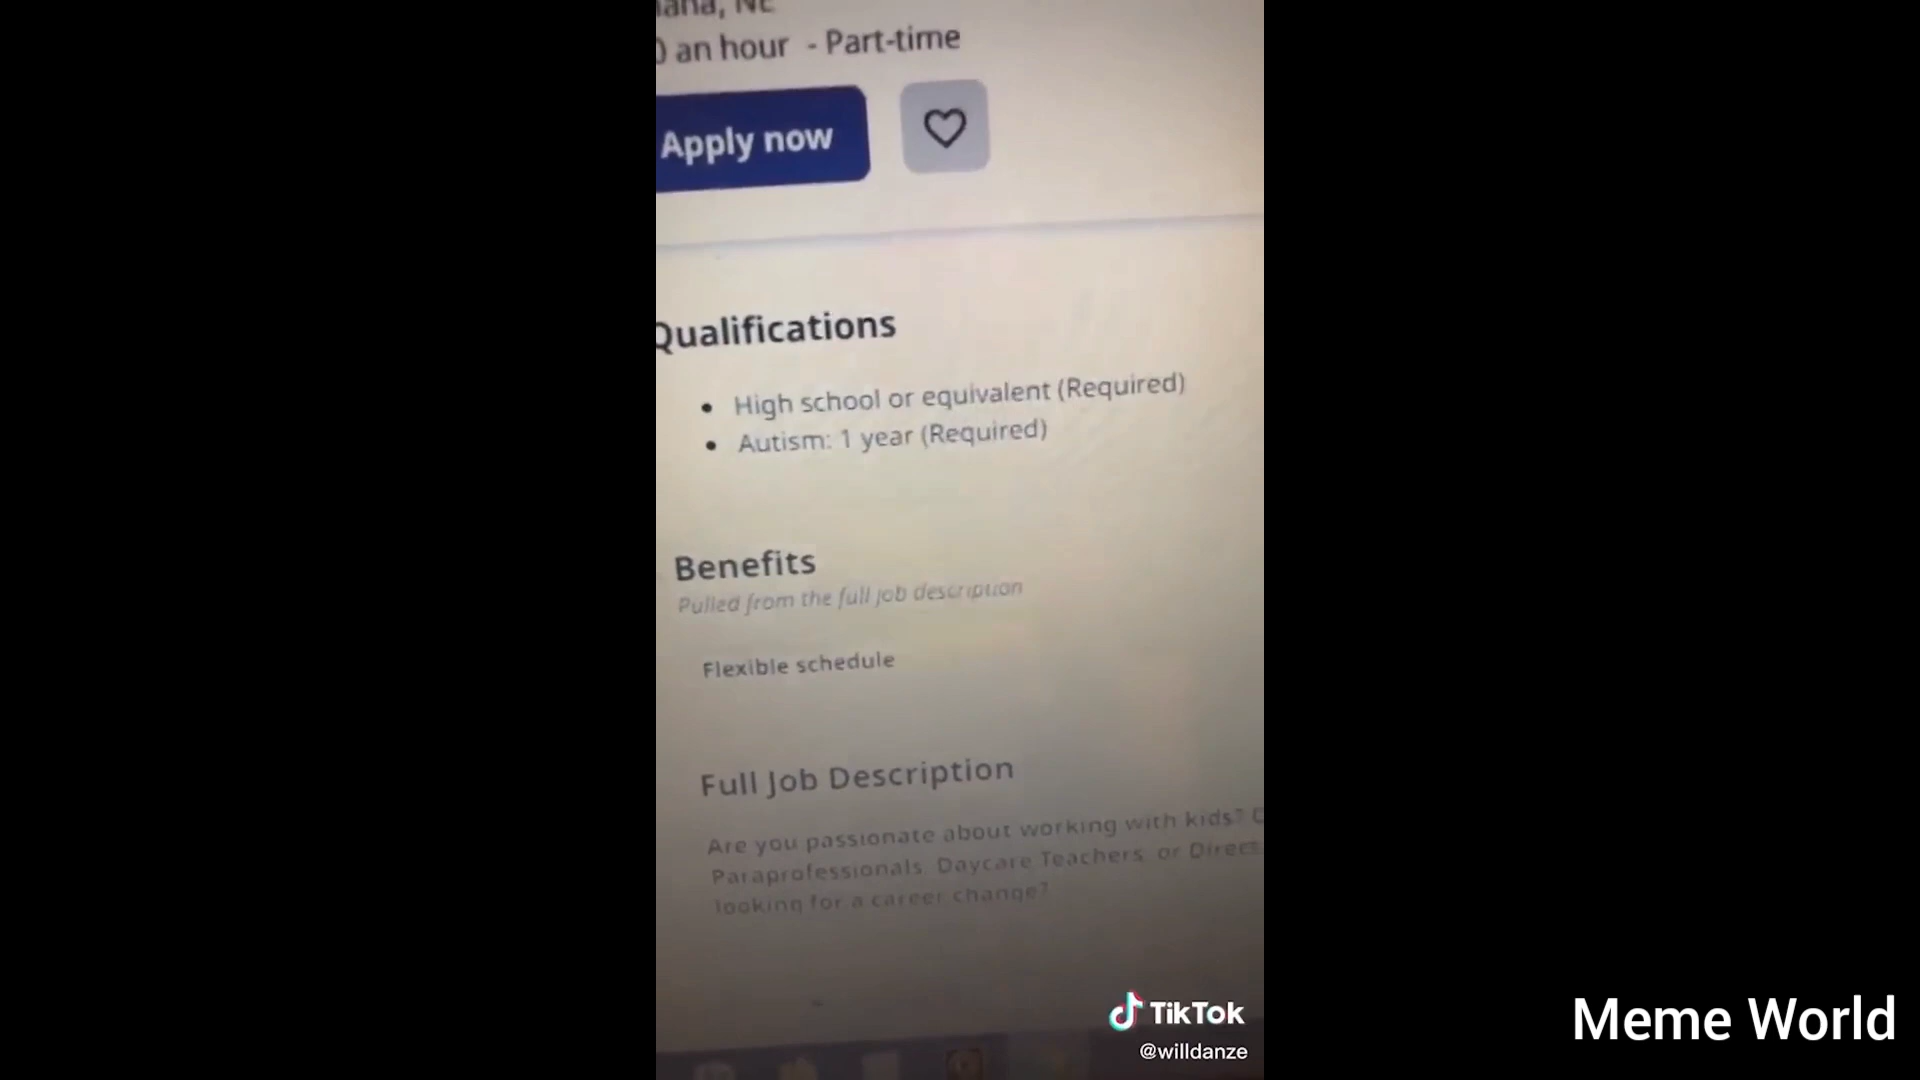 an hour - Part-time
Apply now
Qualifications
High school or equivalent (Required)
Autism: 1 year (Required)
Benefits
Pulled from the full job description
Flexible schedule
Full Job Description
Are you passionate about working with kids?
Paraprofessionals, Daycare Teachers, or
looking for a career change?
TikTok
@willdanze
Meme World